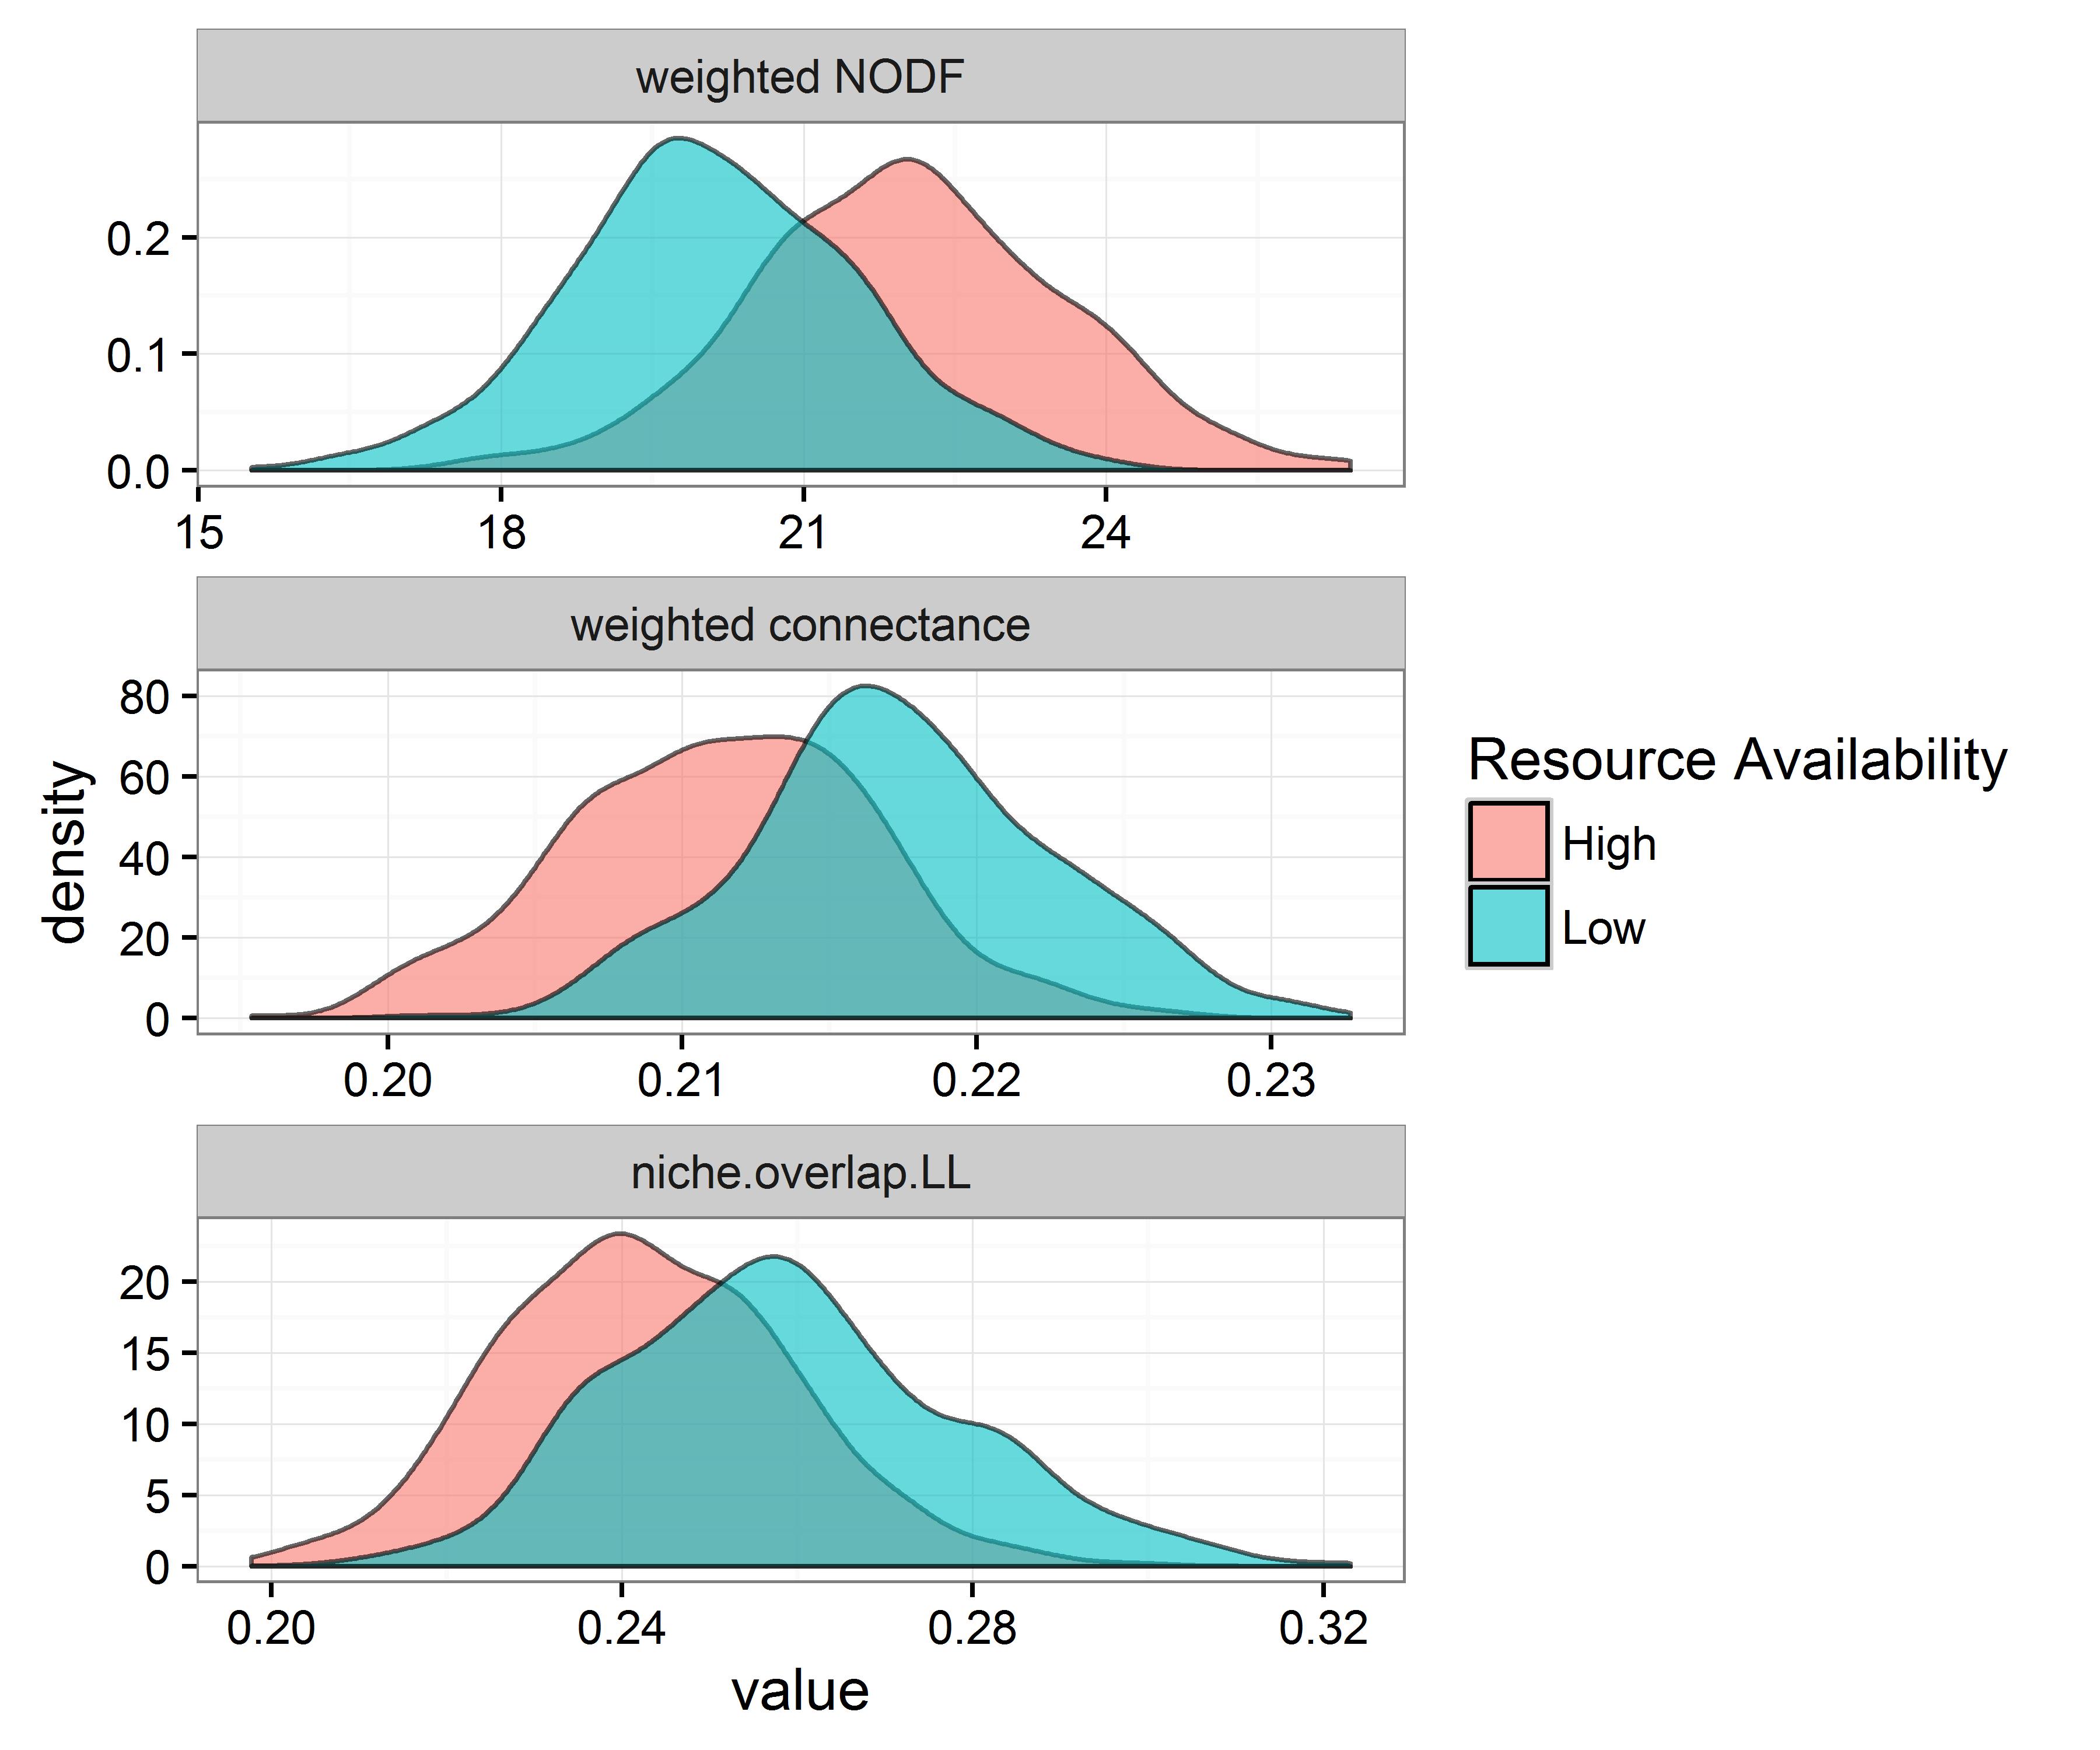 weighted NODF
0.2
0.1
0.0
15 18 21 24
weighted connectance
80
60
40
20
0
0.20 0.21 0.22 0.23
niche.overlap.LL
20
15
10
5
0
0.20 0.24 0.28 0.32
value
density
Resource Availability
High
Low